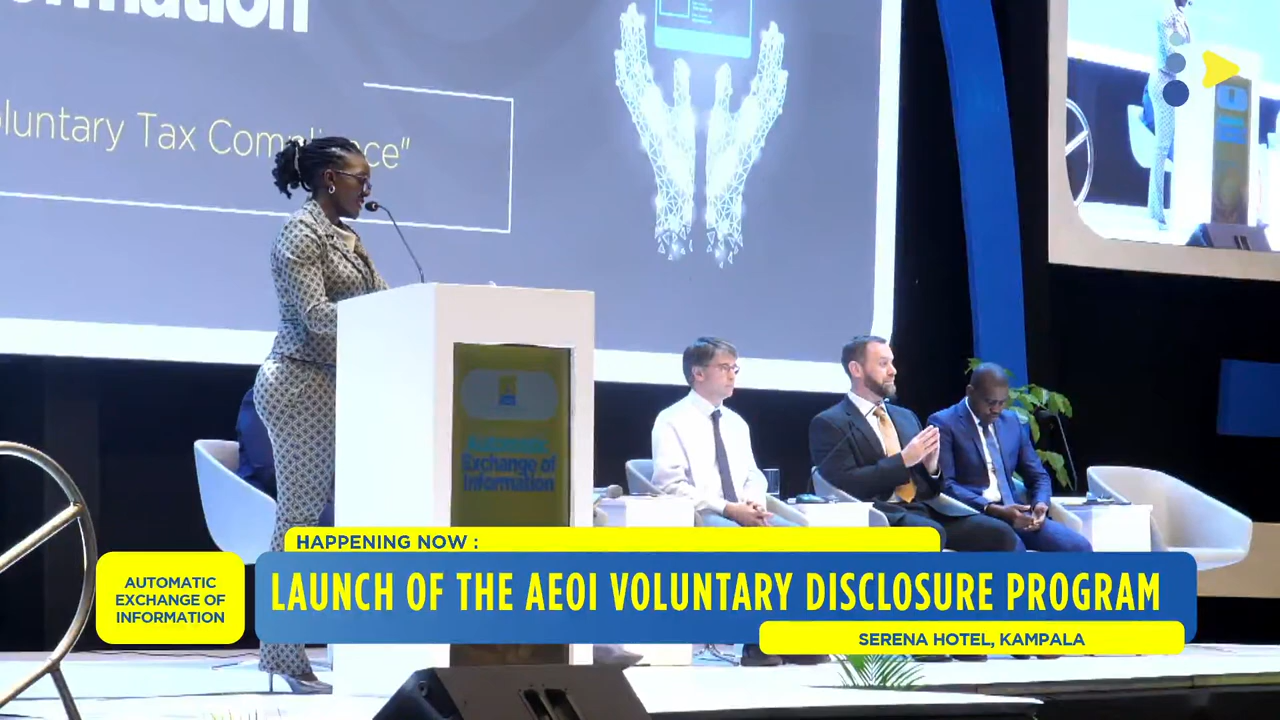 ormation
luntary Tax Compliance"
Automatic
Exchange of
Information
HAPPENING NOW :
AUTOMATIC
EXCHANGE OF
INFORMATION
LAUNCH OF THE AEOI VOLUNTARY DISCLOSURE PROGRAM
SERENA HOTEL, KAMPALA